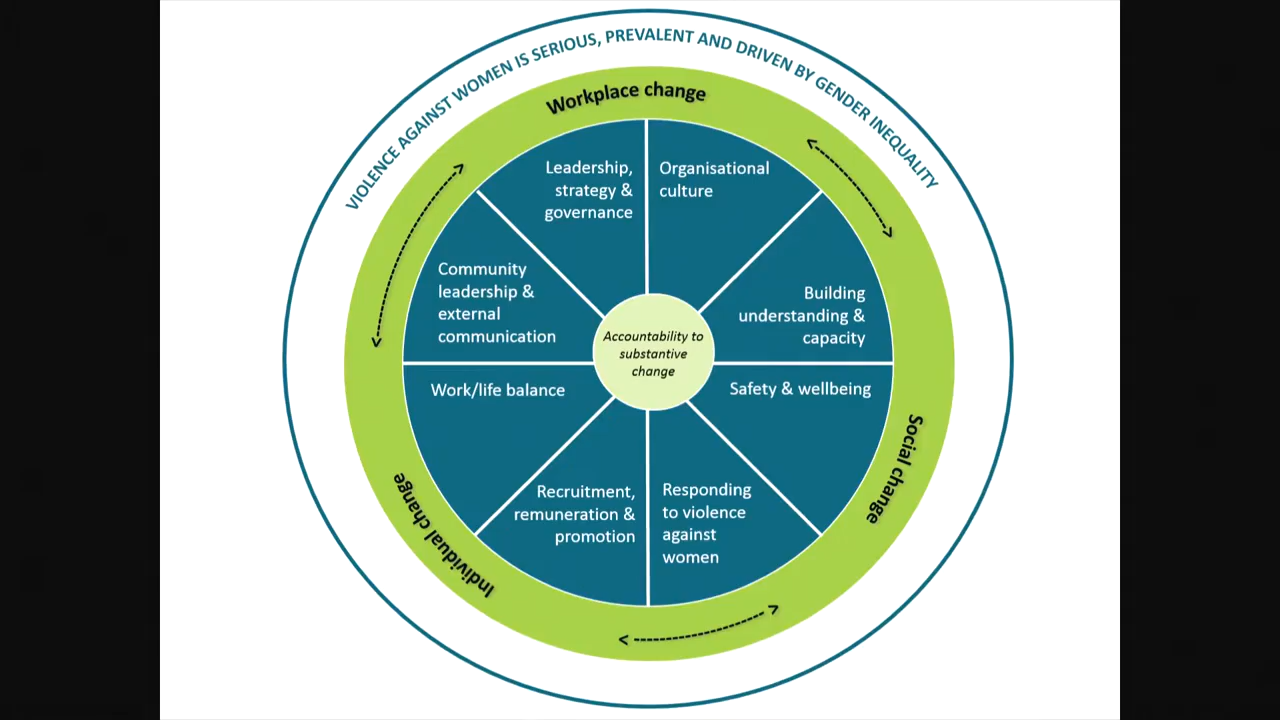 VIOLENCE AGAINST WOMEN IS SERIOUS, PREVALENT AND DRIVEN BY GENDER INEQUALITY
Workplace change
Leadership,
strategy &
governance
Organisational
culture
Community
leadership &
external
communication
Building
understanding &
capacity
Accountability to
substantive
change
Work/life balance
Safety & wellbeing
Recruitment,
remuneration &
promotion
Responding
to violence
against
women
Individual change
Social change